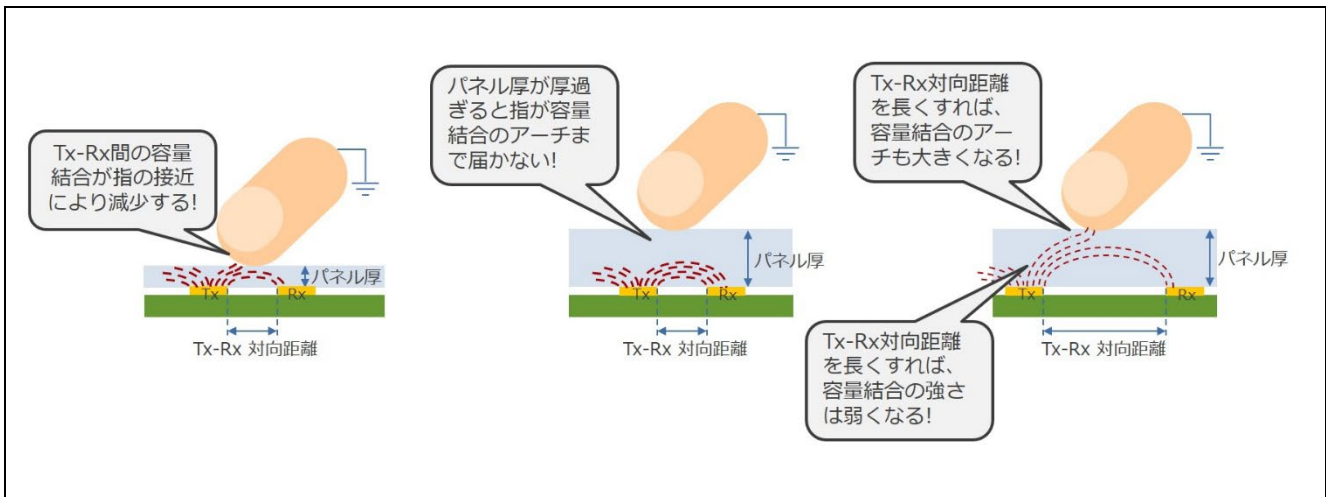 Tx-Rx間の容量
結合が指の接近
により減少する!
パネル厚
Tx
Rx
Tx-Rx 対向距離
パネル厚が厚過
ぎると指が容量
結合のアーチま
で届かない!
パネル厚
Tx
Rx
Tx-Rx 対向距離
Tx-Rx対向距離
を長くすれば、
容量結合のアー
チも大きくなる!
パネル厚
Tx
Rx
Tx-Rx 対向距離
Tx-Rx対向距離
を長くすれば、
容量結合の強さ
は弱くなる!